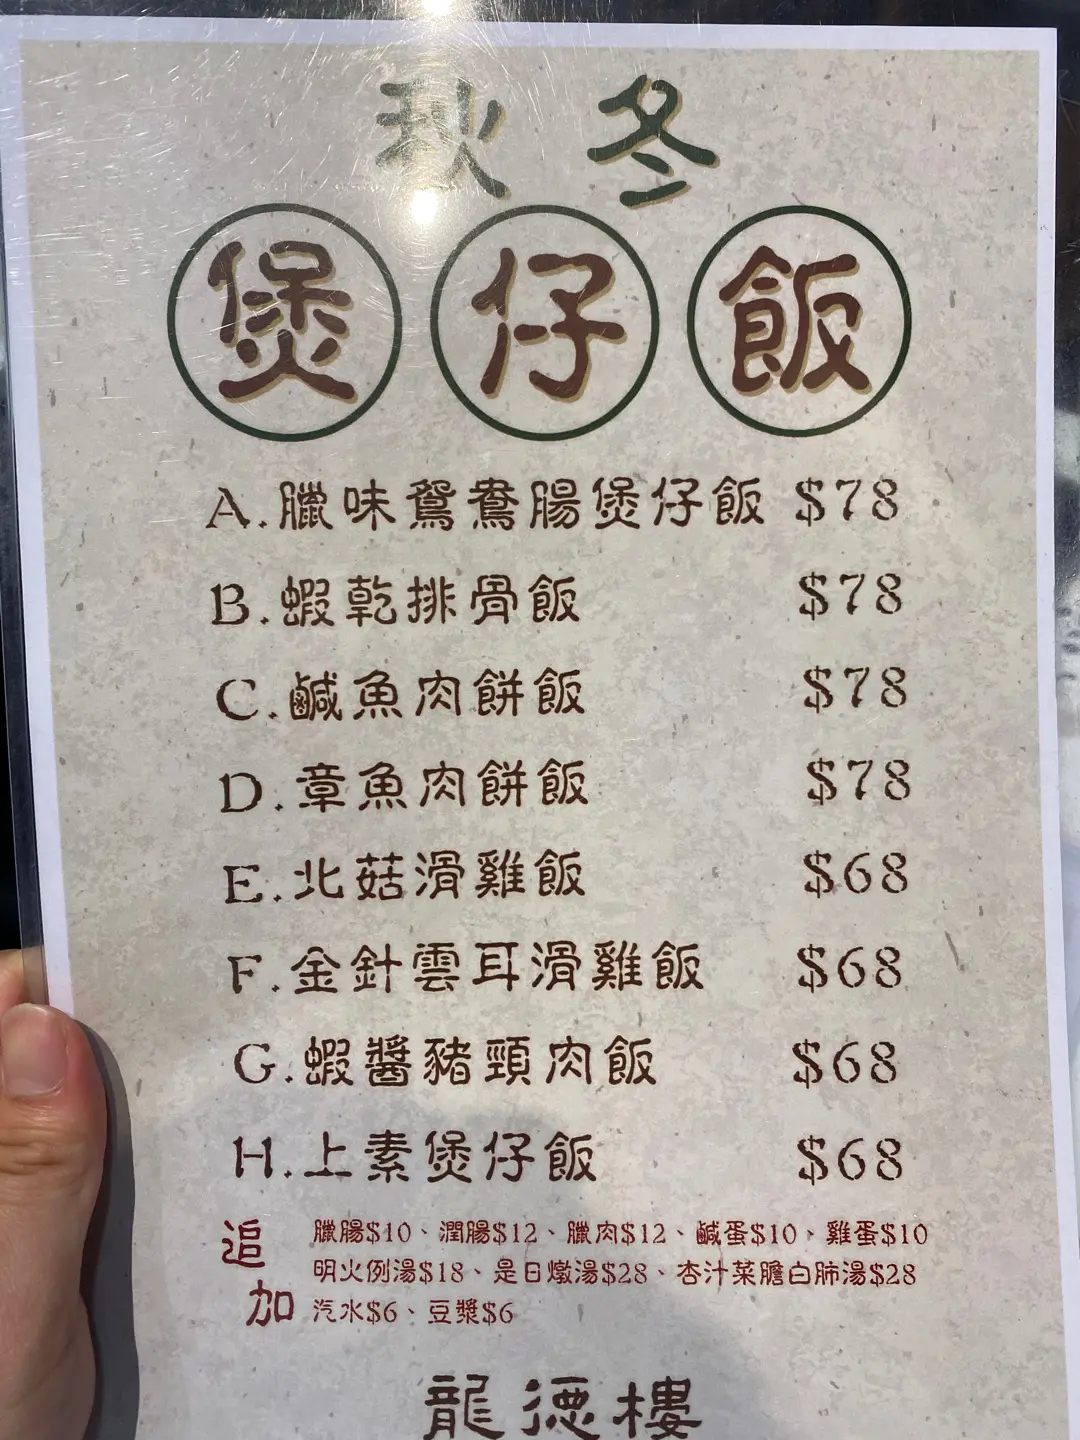 秋冬
煲仔飯
A.臘味鴛鴦腸煲仔飯 $78
B.蝦乾排骨飯 $78
C.鹹魚肉餅飯 $78
D.章魚肉餅飯 $78
E.北菇滑雞飯 $68
F.金針雲耳滑雞飯 $68
G.蝦醬豬頸肉飯 $68
H.上素煲仔飯 $68
追加
臘腸$10、潤腸$12、臘肉$12、鹹蛋$10、雞蛋$10
明火例湯$18、是日燉湯$28、杏汁菜膽白肺湯$28
汽水$6、豆漿$6
龍德樓